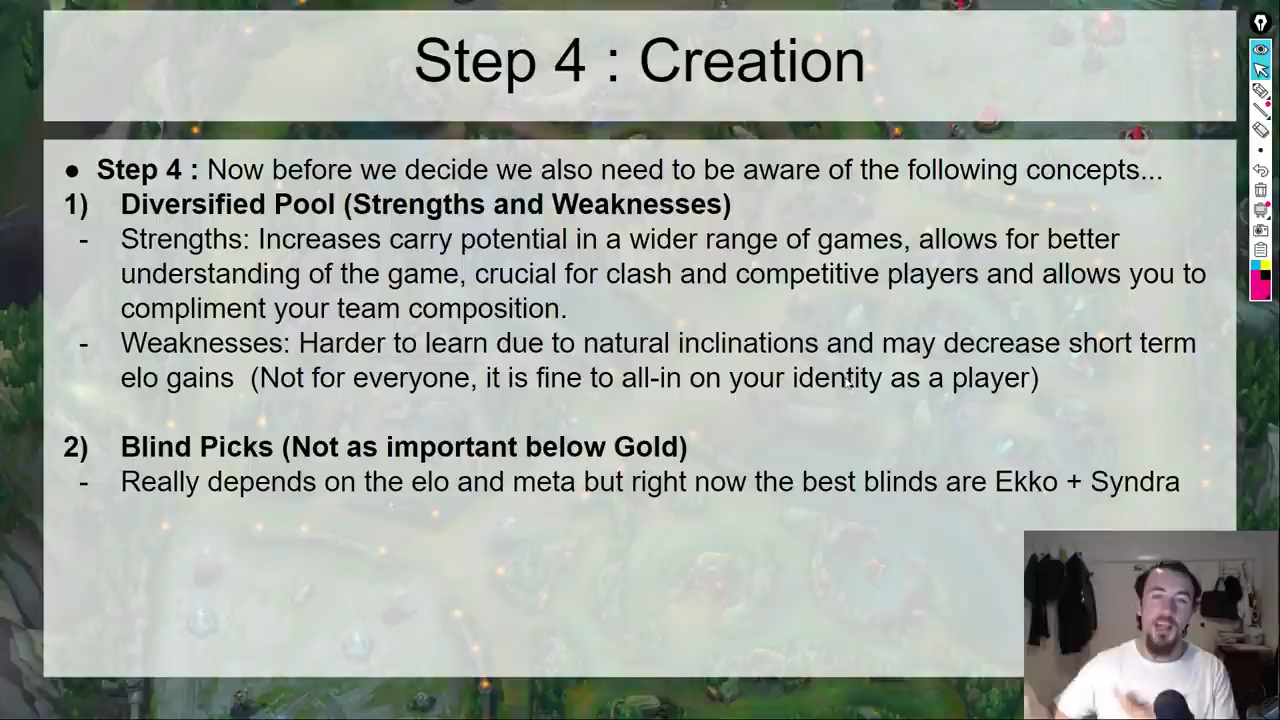 Step 4 : Creation
● Step 4 : Now before we decide we also need to be aware of the following concepts...
1) Diversified Pool (Strengths and Weaknesses)
- Strengths: Increases carry potential in a wider range of games, allows for better
understanding of the game, crucial for clash and competitive players and allows you to
compliment your team composition.
- Weaknesses: Harder to learn due to natural inclinations and may decrease short term
elo gains (Not for everyone, it is fine to all-in on your identity as a player)
2) Blind Picks (Not as important below Gold)
- Really depends on the elo and meta but right now the best blinds are Ekko + Syndra